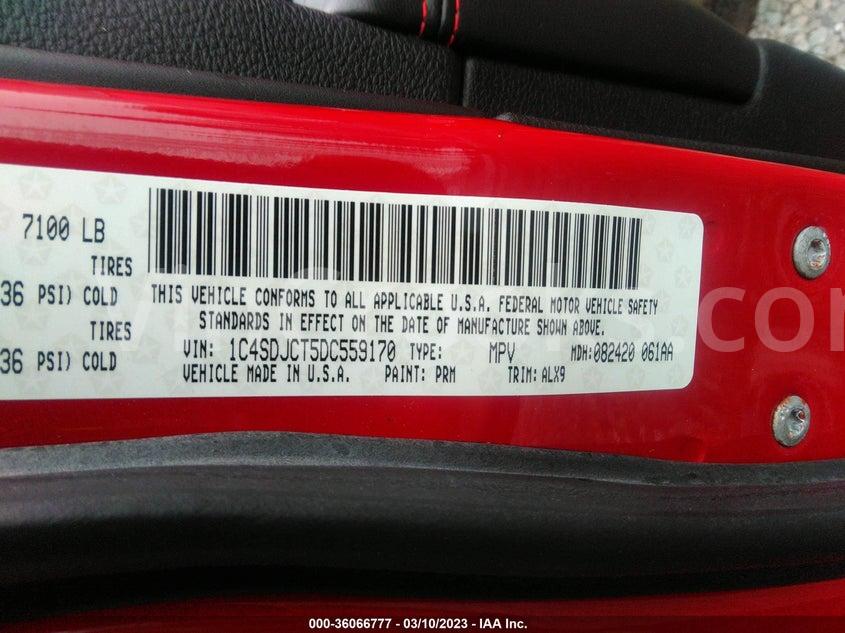 7100 LB
TIRES
36 PSI) COLD
TIRES
36 PSI) COLD
THIS VEHICLE CONFORMS TO ALL APPLICABLE U.S.A. FEDERAL MOTOR VEHICLE SAFETY
STANDARDS IN EFFECT ON THE DATE OF MANUFACTURE SHOWN ABOVE.
VIN: 1C4SDJCT5DC559170 TYPE: MPV MDH:082420 061AA
VEHICLE MADE IN U.S.A. PAINT: PRM TRIM:ALX9
000-36066777 - 03/10/2023 - IAA Inc.